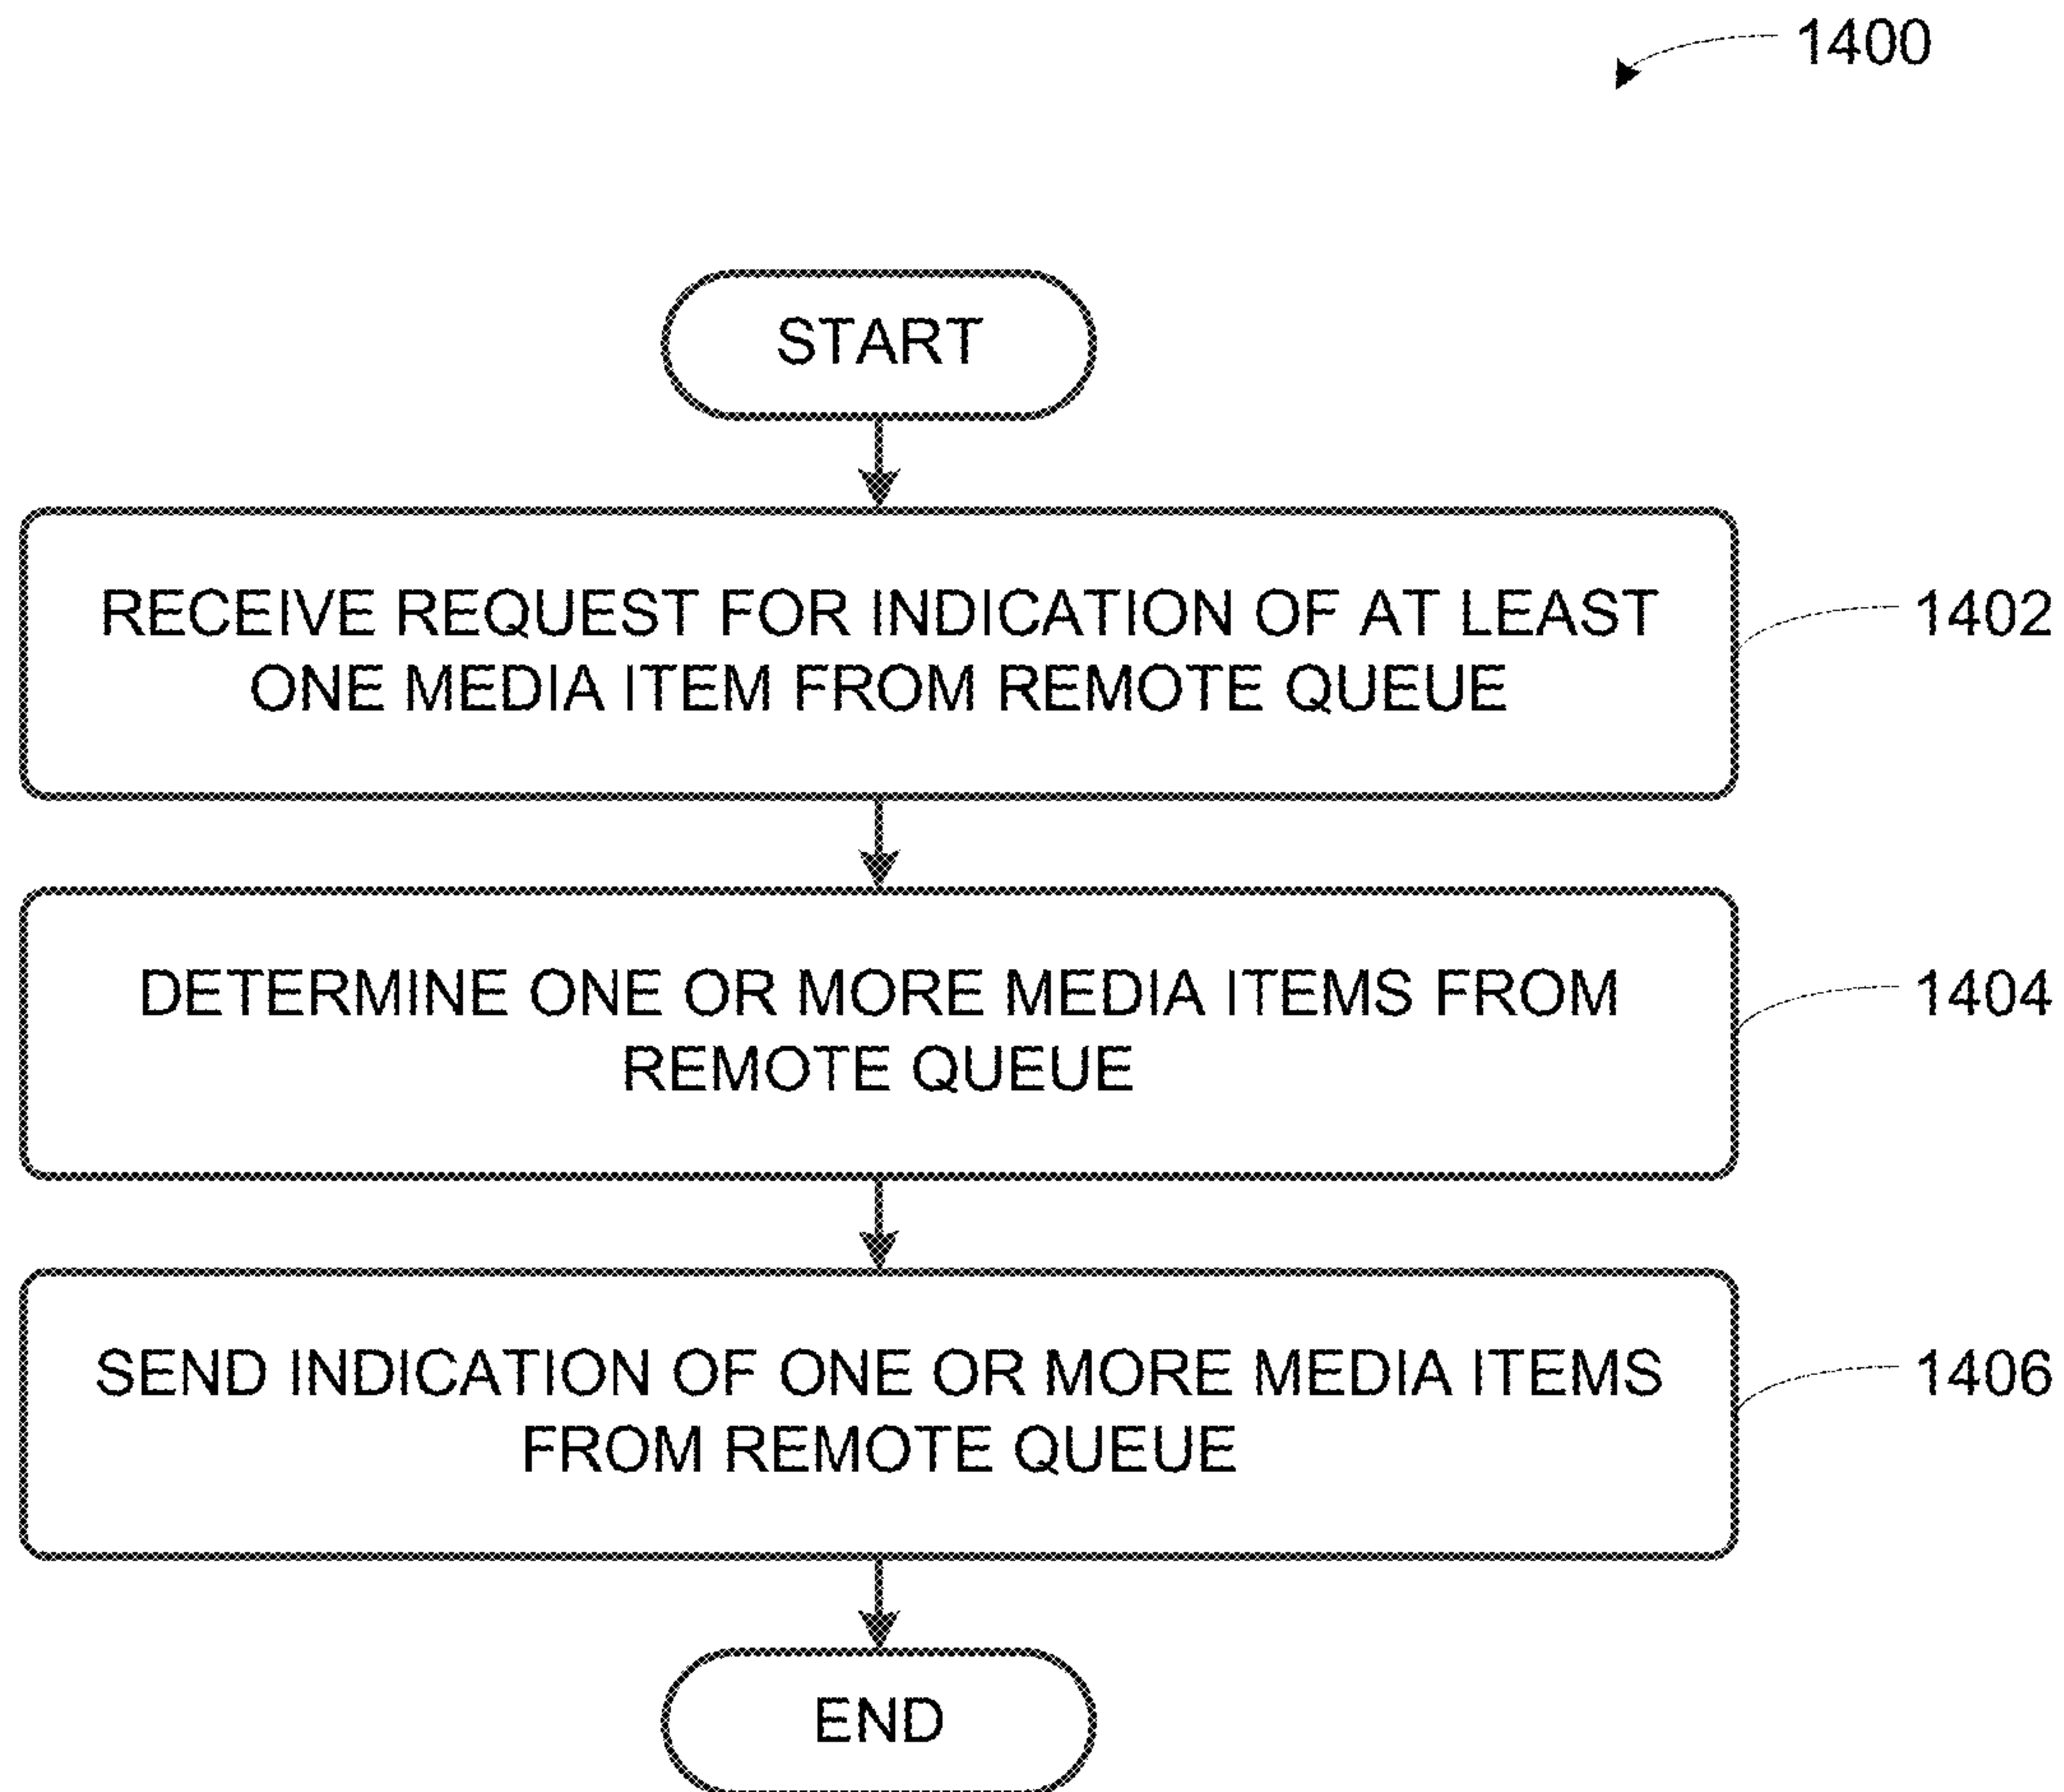 1400
START
RECEIVE REQUEST FOR INDICATION OF AT LEAST
ONE MEDIA ITEM FROM REMOTE QUEUE
1402
DETERMINE ONE OR MORE MEDIA ITEMS FROM
REMOTE QUEUE
1404
SEND INDICATION OF ONE OR MORE MEDIA ITEMS
FROM REMOTE QUEUE
1406
END